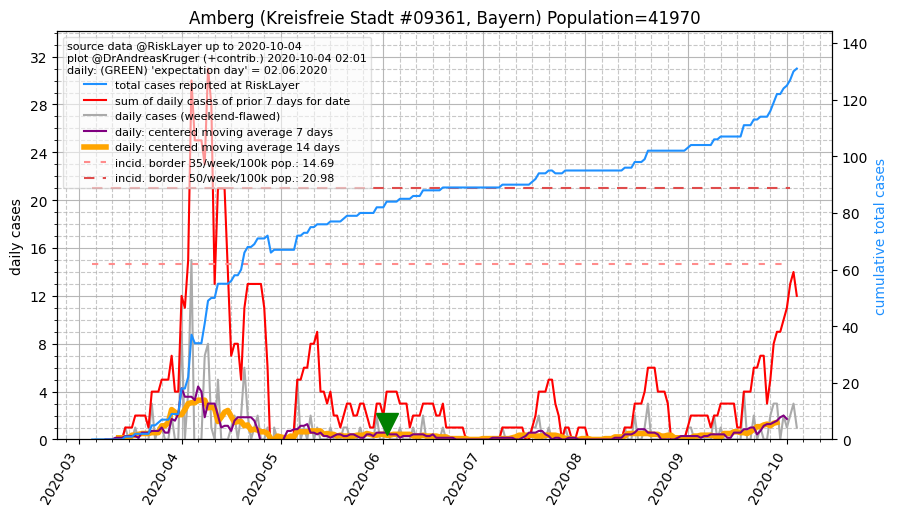 Amberg (Kreisfreie Stadt #09361, Bayern) Population=41970
source data @RiskLayer up to 2020-10-04
plot @DrAndreasKruger (+contrib.) 2020-10-04 02:01
daily: (GREEN) 'expectation day' = 02.06.2020
total cases reported at RiskLayer
sum of daily cases of prior 7 days for date
daily cases (weekend-flawed)
daily: centered moving average 7 days
daily: centered moving average 14 days
incid. border 35/week/100k pop.: 14.69
incid. border 50/week/100k pop.: 20.98
daily cases
32
28
24
20
16
12
8
4
0
cumulative total cases
140
120
100
80
60
40
20
0
2020-03
2020-04
2020-05
2020-06
2020-07
2020-08
2020-09
2020-10